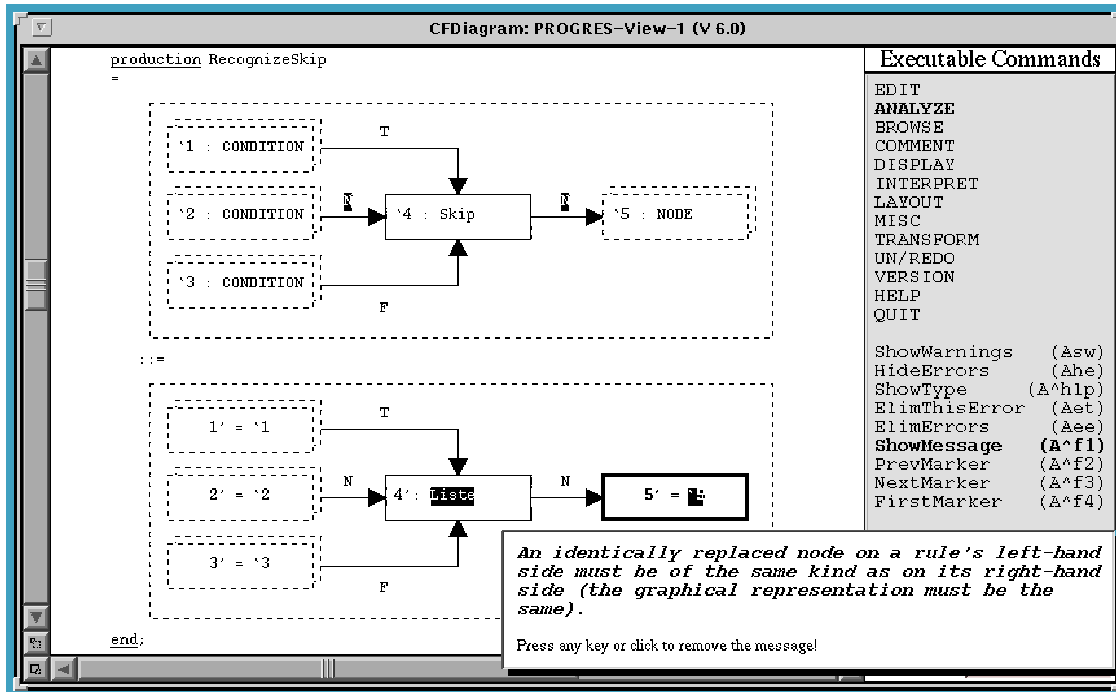 CFDiagram: PROGRES-View-1 (V 6.0)
production RecognizeSkip
=
T
`1 : CONDITION
N
N
`2 : CONDITION
`4 : Skip
`5 : NODE
`3 : CONDITION
F
::=
T
1' = `1
N
N
2' = `2
4': Liste
5' = `5
3' = `3
F
end;
Executable Commands
EDIT
ANALYZE
BROWSE
COMMENT
DISPLAY
INTERPRET
LAYOUT
MISC
TRANSFORM
UN/REDO
VERSION
HELP
QUIT
ShowWarnings (Asw)
HideErrors (Ahe)
ShowType (A^hlp)
ElimThisError (Aet)
ElimErrors (Aee)
ShowMessage (A^f1)
PrevMarker (A^f2)
NextMarker (A^f3)
FirstMarker (A^f4)
An identically replaced node on a rule's left-hand
side must be of the same kind as on its right-hand
side (the graphical representation must be the
same).
Press any key or click to remove the message!